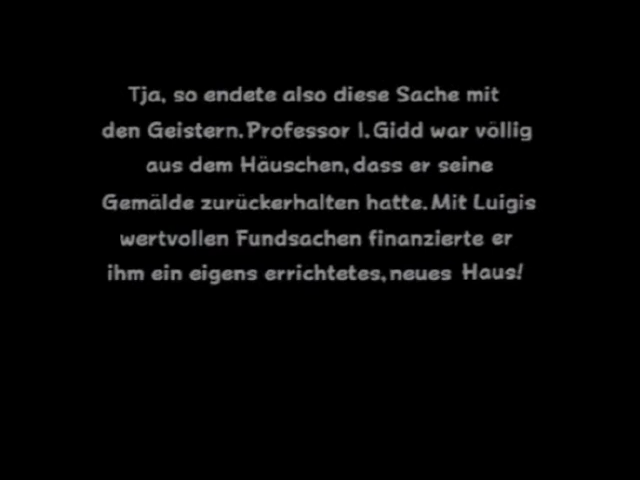 Tja, so endete also diese Sache mit
den Geistern. Professor I. Gidd war völlig
aus dem Häuschen, dass er seine
Gemälde zurückerhalten hatte. Mit Luigis
wertvollen Fundsachen finanzierte er
ihm ein eigens errichtetes, neues Haus!